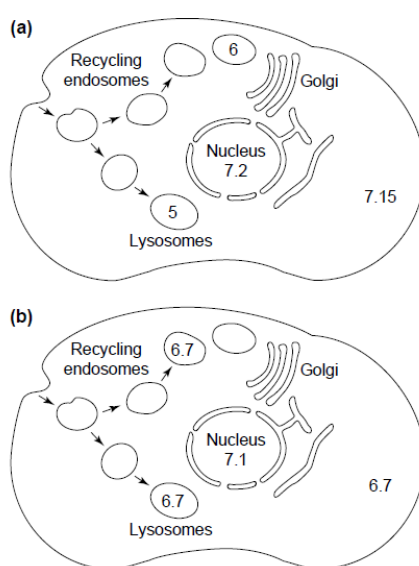 (a)
6
Recycling
endosomes
Golgi
Nucleus
7.2
7.15
5
Lysosomes
(b)
6.7
Recycling
endosomes
Golgi
Nucleus
7.1
6.7
6.7
Lysosomes